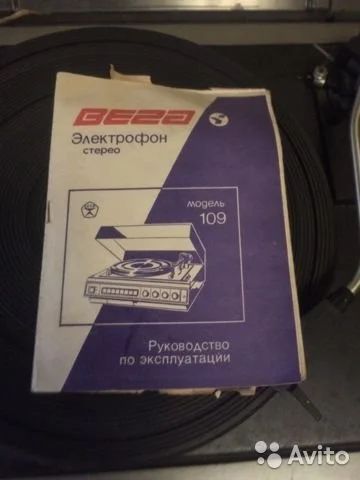 ВЕГА
Электрофон
стерео
модель
109
Руководство
по эксплуатации
Avito